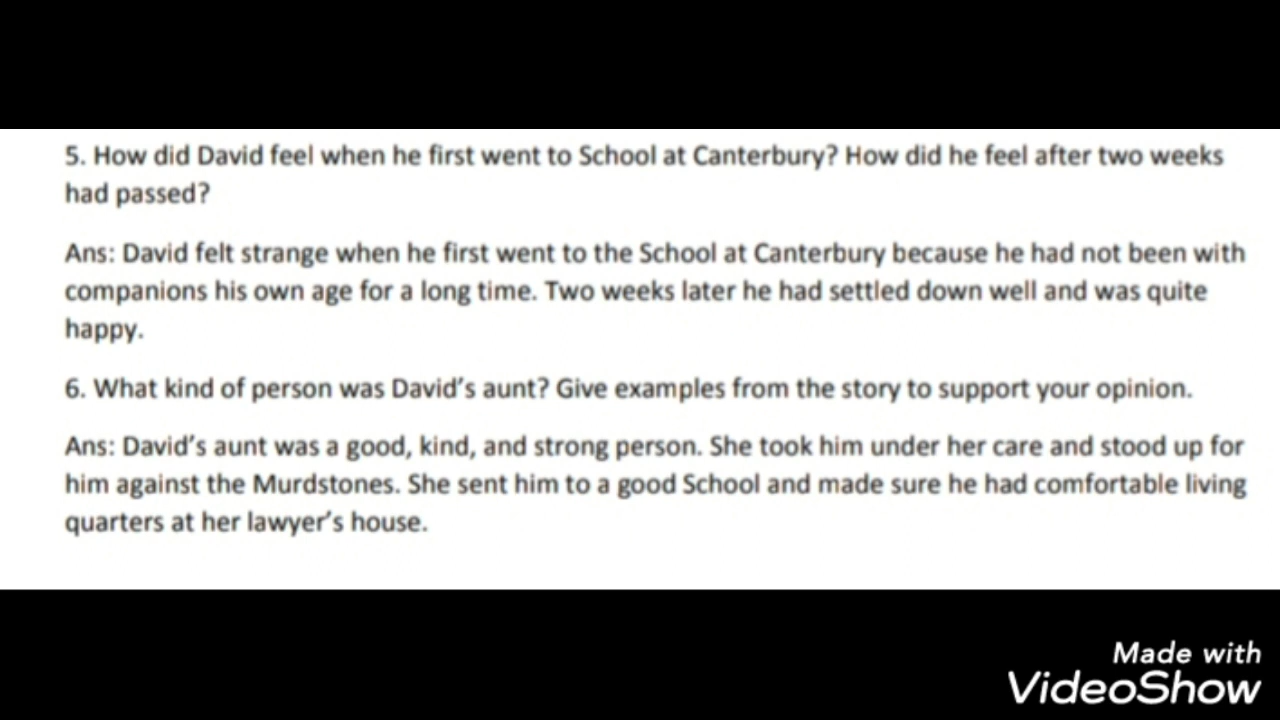 5. How did David feel when he first went to School at Canterbury? How did he feel after two weeks
had passed?
Ans: David felt strange when he first went to the School at Canterbury because he had not been with
companions his own age for a long time. Two weeks later he had settled down well and was quite
happy.
6. What kind of person was David's aunt? Give examples from the story to support your opinion.
Ans: David's aunt was a good, kind, and strong person. She took him under her care and stood up for
him against the Murdstones. She sent him to a good School and made sure he had comfortable living
quarters at her lawyer's house.
Made with
VideoShow